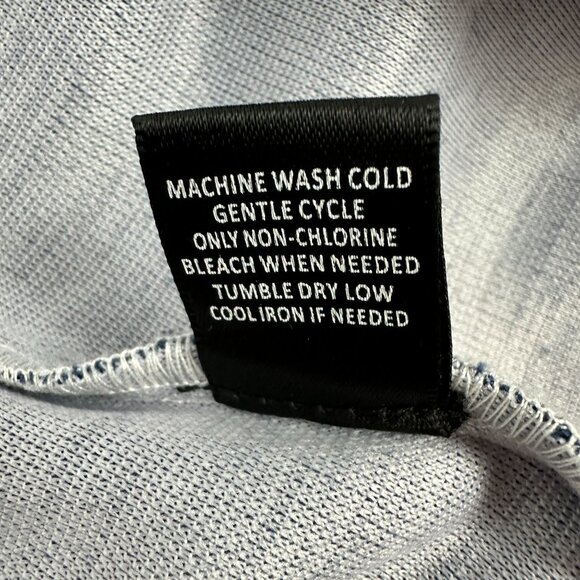 MACHINE WASH COLD
GENTLE CYCLE
ONLY NON-CHLORINE
BLEACH WHEN NEEDED
TUMBLE DRY LOW
COOL IRON IF NEEDED